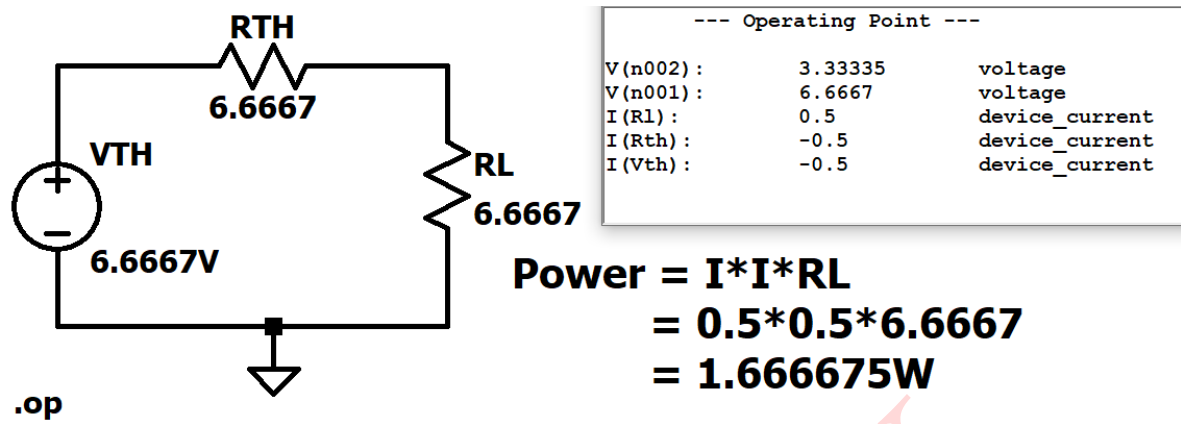 RTH
6.6667
VTH
6.6667V
RL
6.6667
.op
--- Operating Point ---
V(n002): 3.33335 voltage
V(n001): 6.6667 voltage
I(Rl): 0.5 device_current
I(Rth): -0.5 device_current
I(Vth): -0.5 device_current
Power = I*I*RL
= 0.5*0.5*6.6667
= 1.666675W